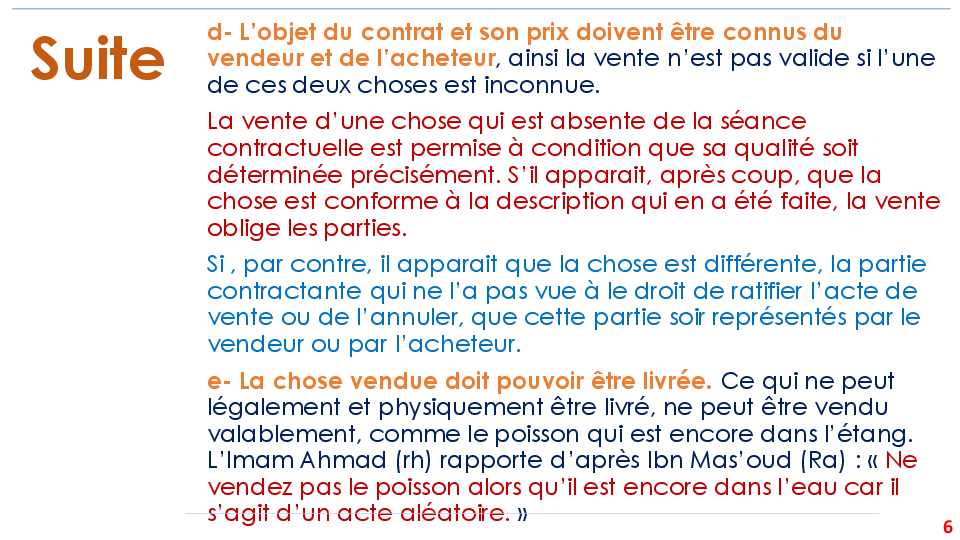 Suite
d- L’objet du contrat et son prix doivent être connus du
vendeur et de l’acheteur, ainsi la vente n’est pas valide si l’une
de ces deux choses est inconnue.
La vente d’une chose qui est absente de la séance
contractuelle est permise à condition que sa qualité soit
déterminée précisément. S’il apparait, après coup, que la
chose est conforme à la description qui en a été faite, la vente
oblige les parties.
Si , par contre, il apparait que la chose est différente, la partie
contractante qui ne l’a pas vue à le droit de ratifier l’acte de
vente ou de l’annuler, que cette partie soir représentés par le
vendeur ou par l’acheteur.
e- La chose vendue doit pouvoir être livrée. Ce qui ne peut
légalement et physiquement être livré, ne peut être vendu
valablement, comme le poisson qui est encore dans l’étang.
L’Imam Ahmad (rh) rapporte d’après Ibn Mas’oud (Ra) : « Ne
vendez pas le poisson alors qu’il est encore dans l’eau car il
s’agit d’un acte aléatoire. »
6